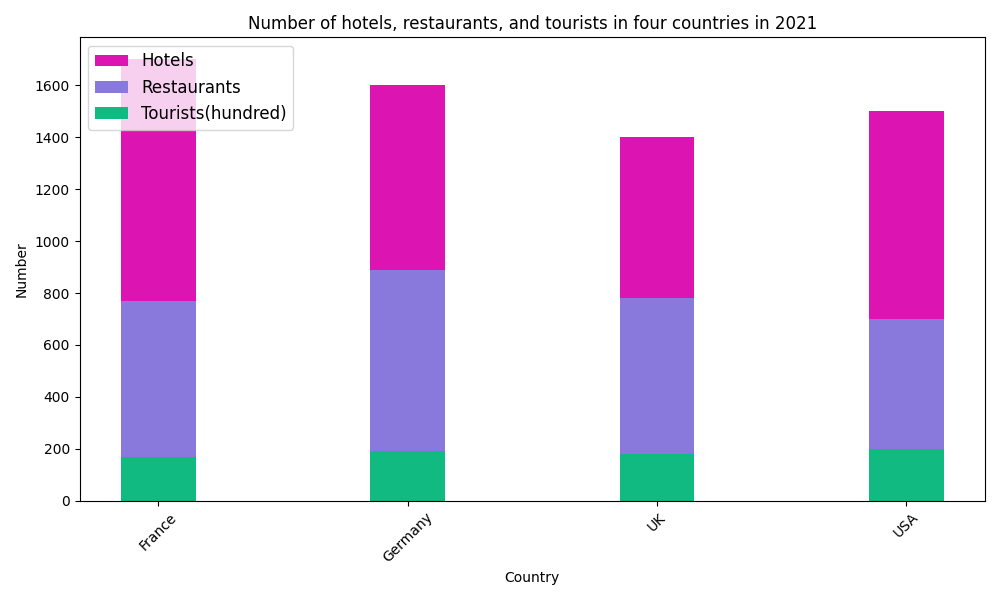 Number of hotels, restaurants, and tourists in four countries in 2021
Hotels
Restaurants
Tourists(hundred)
Number
1600
1400
1200
1000
800
600
400
200
0
France
Germany
UK
USA
Country